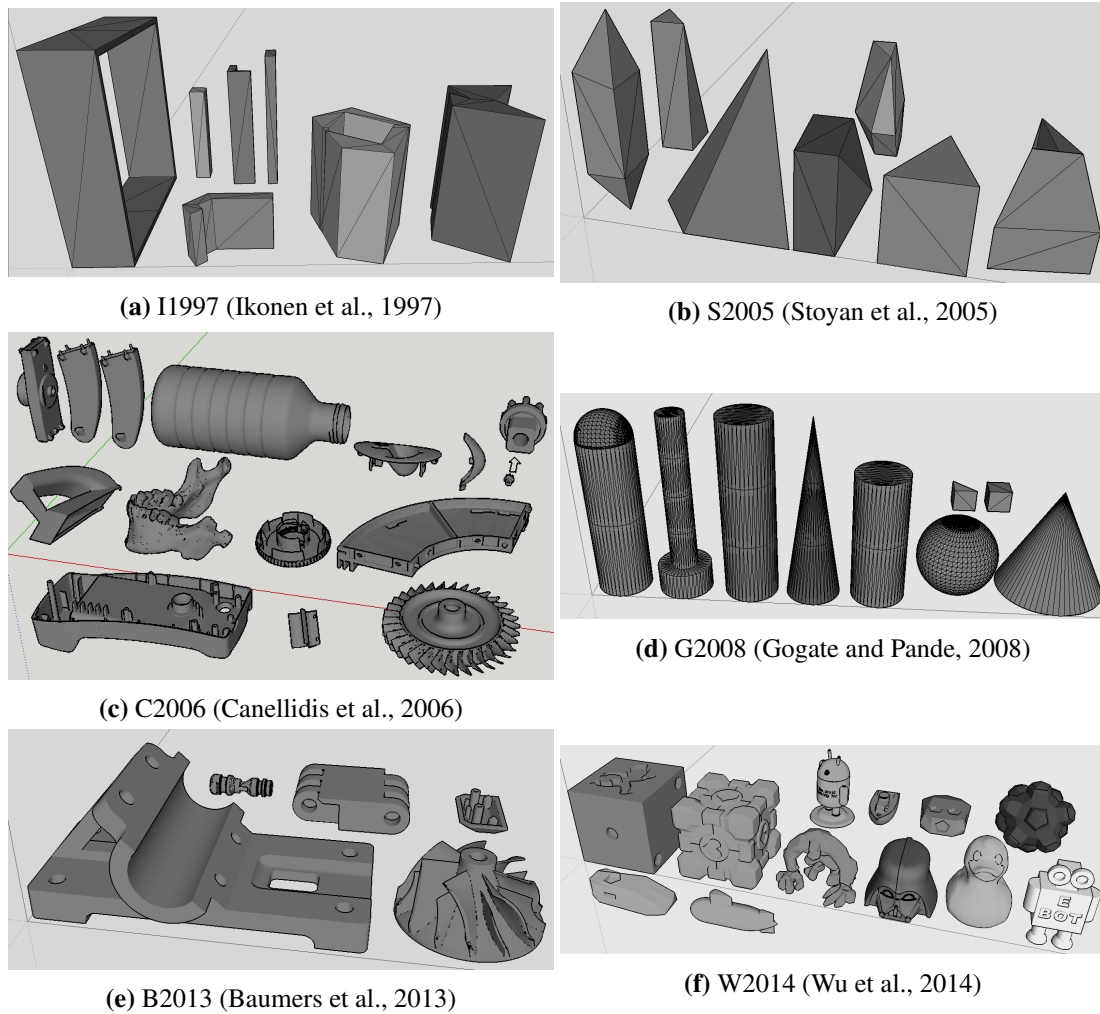 (a) I1997 (Ikonen et al., 1997)
(b) S2005 (Stoyan et al., 2005)
(c) C2006 (Canellidis et al., 2006)
(d) G2008 (Gogate and Pande, 2008)
E
BOT
(e) B2013 (Baumers et al., 2013)
(f) W2014 (Wu et al., 2014)